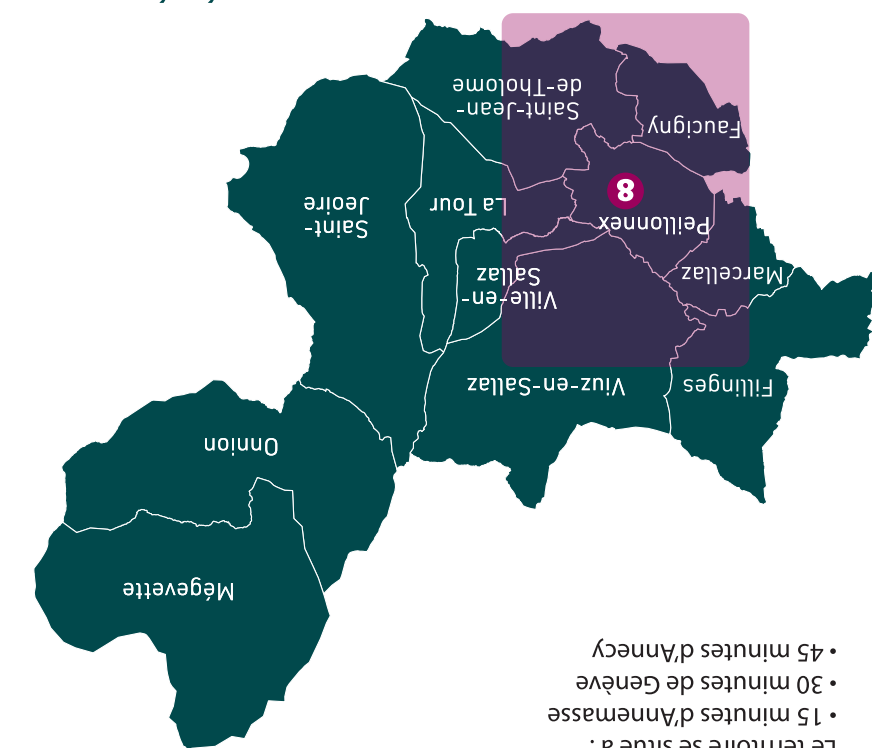 Le territoire se situe à :
• 15 minutes d'Annemasse
• 30 minutes de Genève
• 45 minutes d'Annecy
Mégevette
Onnion
Fillinges
Viuz-en-Sallaz
Marcellaz
Ville-en-
Sallaz
Peillonnex
8
La Tour
Saint-
Jeoire
Faucigny
Saint-Jean-
de-Tholome